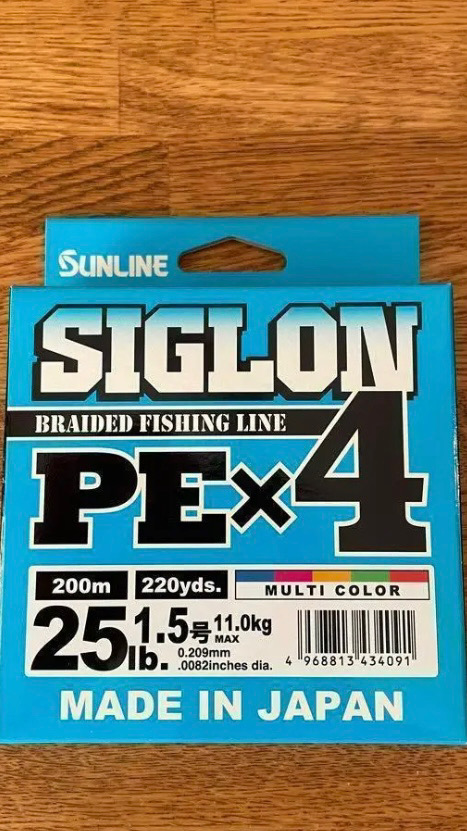 SUNLINE
SIGLON
BRAIDED FISHING LINE
PE×4
200m 220yds. MULTI COLOR
25lb. 1.5号 11.0kg MAX
0.209mm
.0082inches dia.
4 968813 434091
MADE IN JAPAN